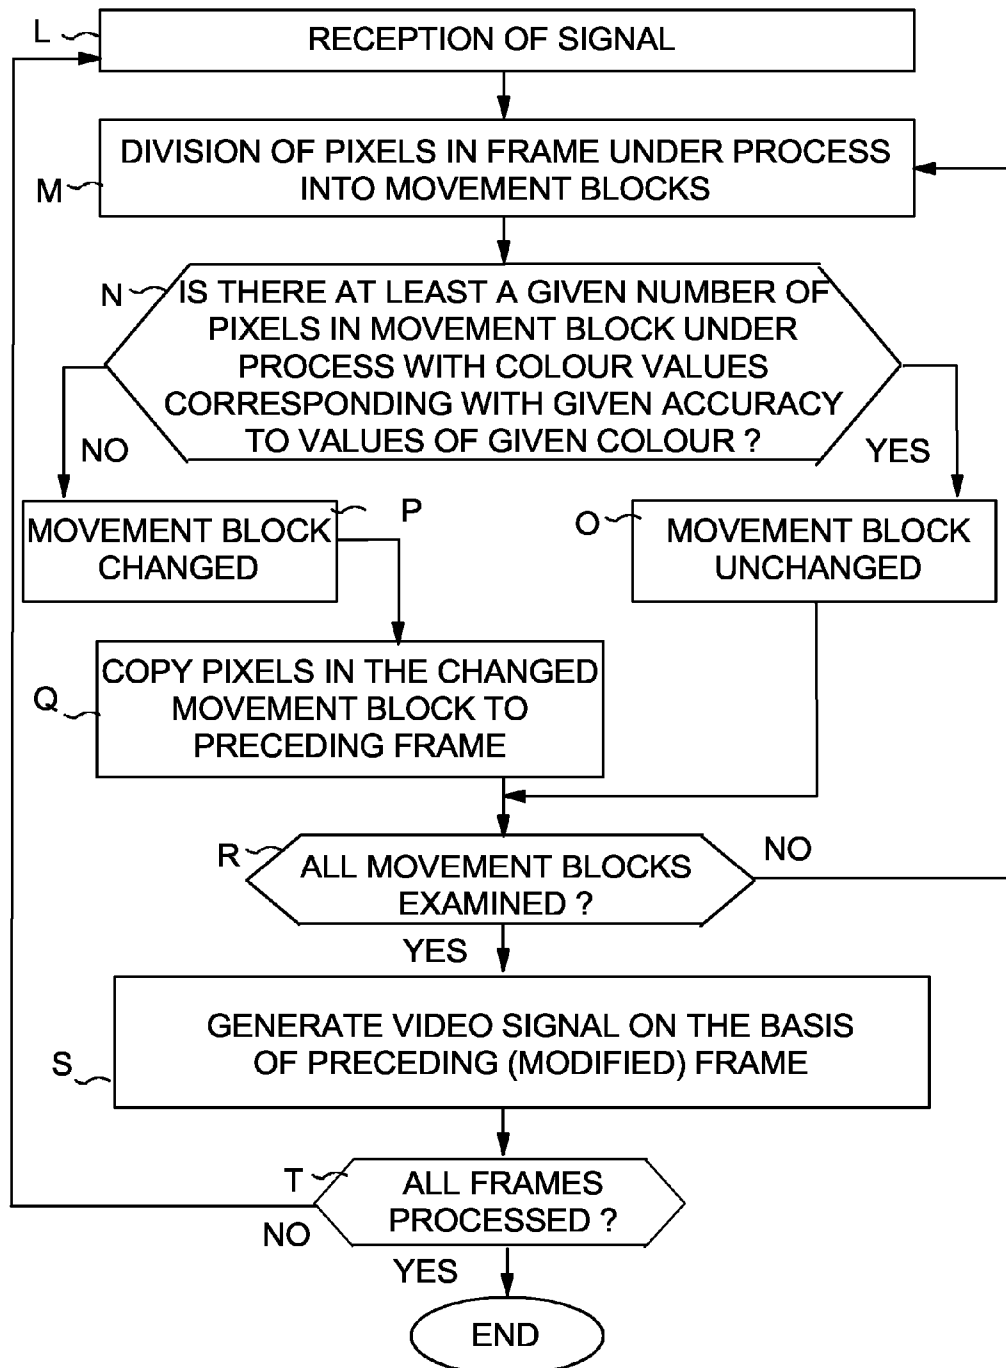 L
RECEPTION OF SIGNAL
DIVISION OF PIXELS IN FRAME UNDER PROCESS
INTO MOVEMENT BLOCKS
M
N
IS THERE AT LEAST A GIVEN NUMBER OF
PIXELS IN MOVEMENT BLOCK UNDER
PROCESS WITH COLOUR VALUES
CORRESPONDING WITH GIVEN ACCURACY
TO VALUES OF GIVEN COLOUR ?
NO
YES
P
MOVEMENT BLOCK
CHANGED
O
MOVEMENT BLOCK
UNCHANGED
Q
COPY PIXELS IN THE CHANGED
MOVEMENT BLOCK TO
PRECEDING FRAME
R
ALL MOVEMENT BLOCKS
EXAMINED ?
NO
YES
S
GENERATE VIDEO SIGNAL ON THE BASIS
OF PRECEDING (MODIFIED) FRAME
T
ALL FRAMES
PROCESSED ?
NO
YES
END